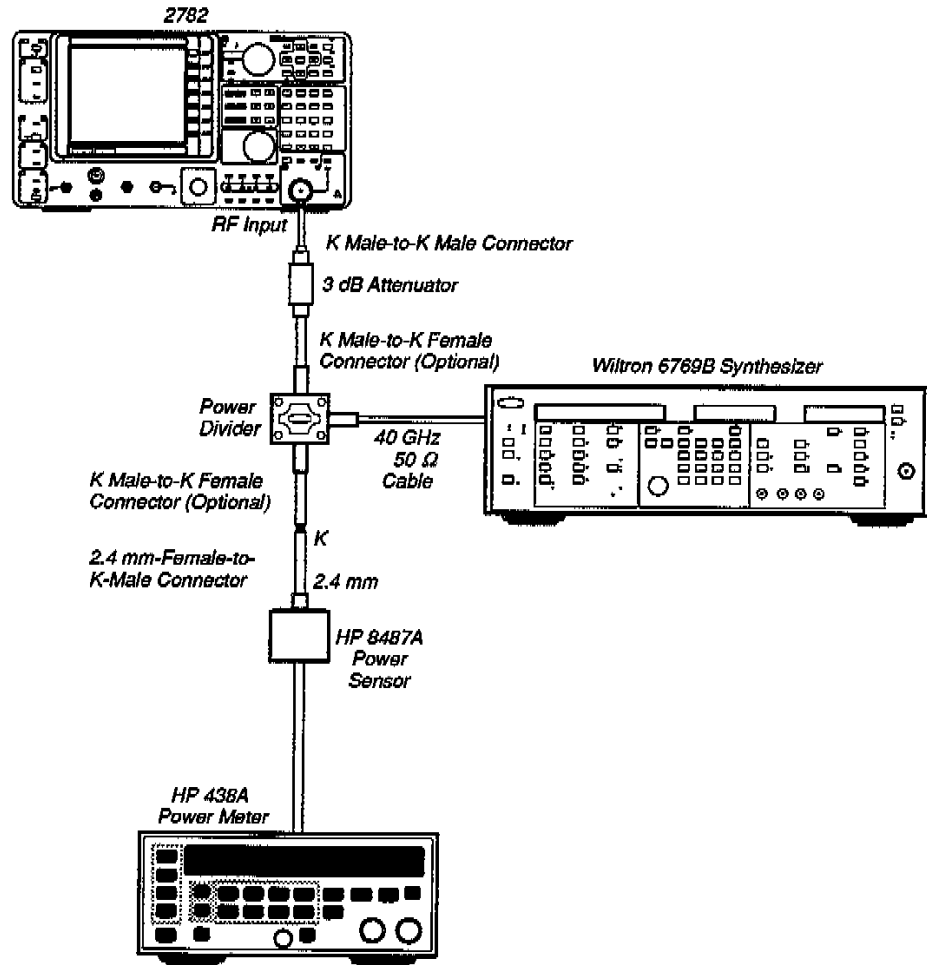 2782
RF Input
K Male-to-K Male Connector
3 dB Attenuator
K Male-to-K Female
Connector (Optional)
Wiltron 6769B Synthesizer
Power
Divider
40 GHz
50 Ω
Cable
K Male-to-K Female
Connector (Optional)
K
2.4 mm-Female-to-
K-Male Connector
2.4 mm
HP 8487A
Power
Sensor
HP 438A
Power Meter